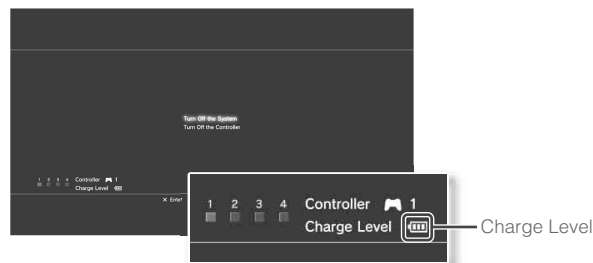 Turn Off the System
Turn Off the Controller
1 2 3 4 Controller 1
Charge Level
✕ Enter
1 2 3 4 Controller 1
Charge Level
Charge Level